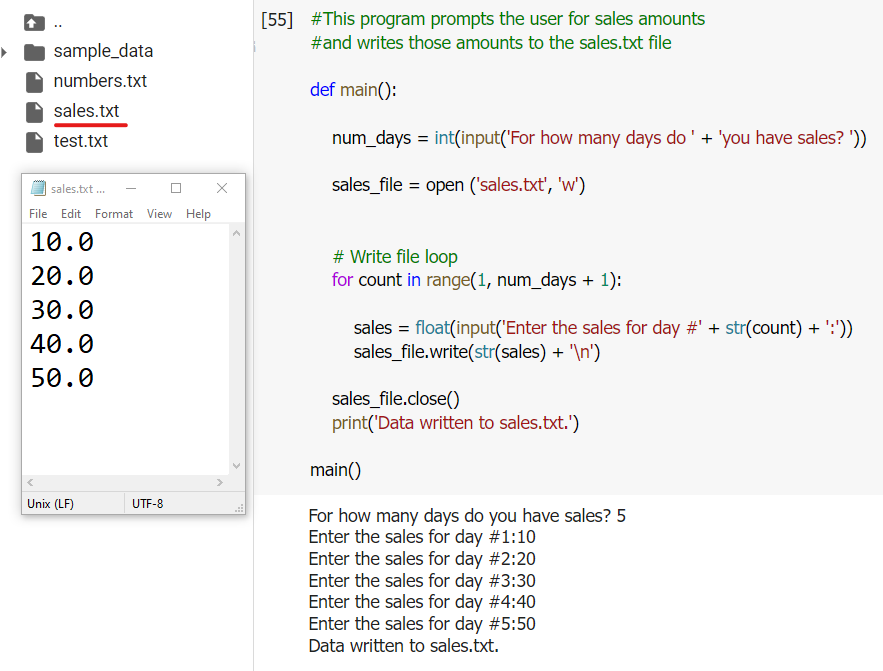 ..
sample_data
numbers.txt
sales.txt
test.txt
sales.txt ...
File Edit Format View Help
10.0
20.0
30.0
40.0
50.0
Unix (LF) UTF-8
[55] #This program prompts the user for sales amounts
#and writes those amounts to the sales.txt file
def main():
num_days = int(input('For how many days do ' + 'you have sales? '))
sales_file = open ('sales.txt', 'w')
# Write file loop
for count in range(1, num_days + 1):
sales = float(input('Enter the sales for day #' + str(count) + ':'))
sales_file.write(str(sales) + '\n')
sales_file.close()
print('Data written to sales.txt.')
main()
For how many days do you have sales? 5
Enter the sales for day #1:10
Enter the sales for day #2:20
Enter the sales for day #3:30
Enter the sales for day #4:40
Enter the sales for day #5:50
Data written to sales.txt.